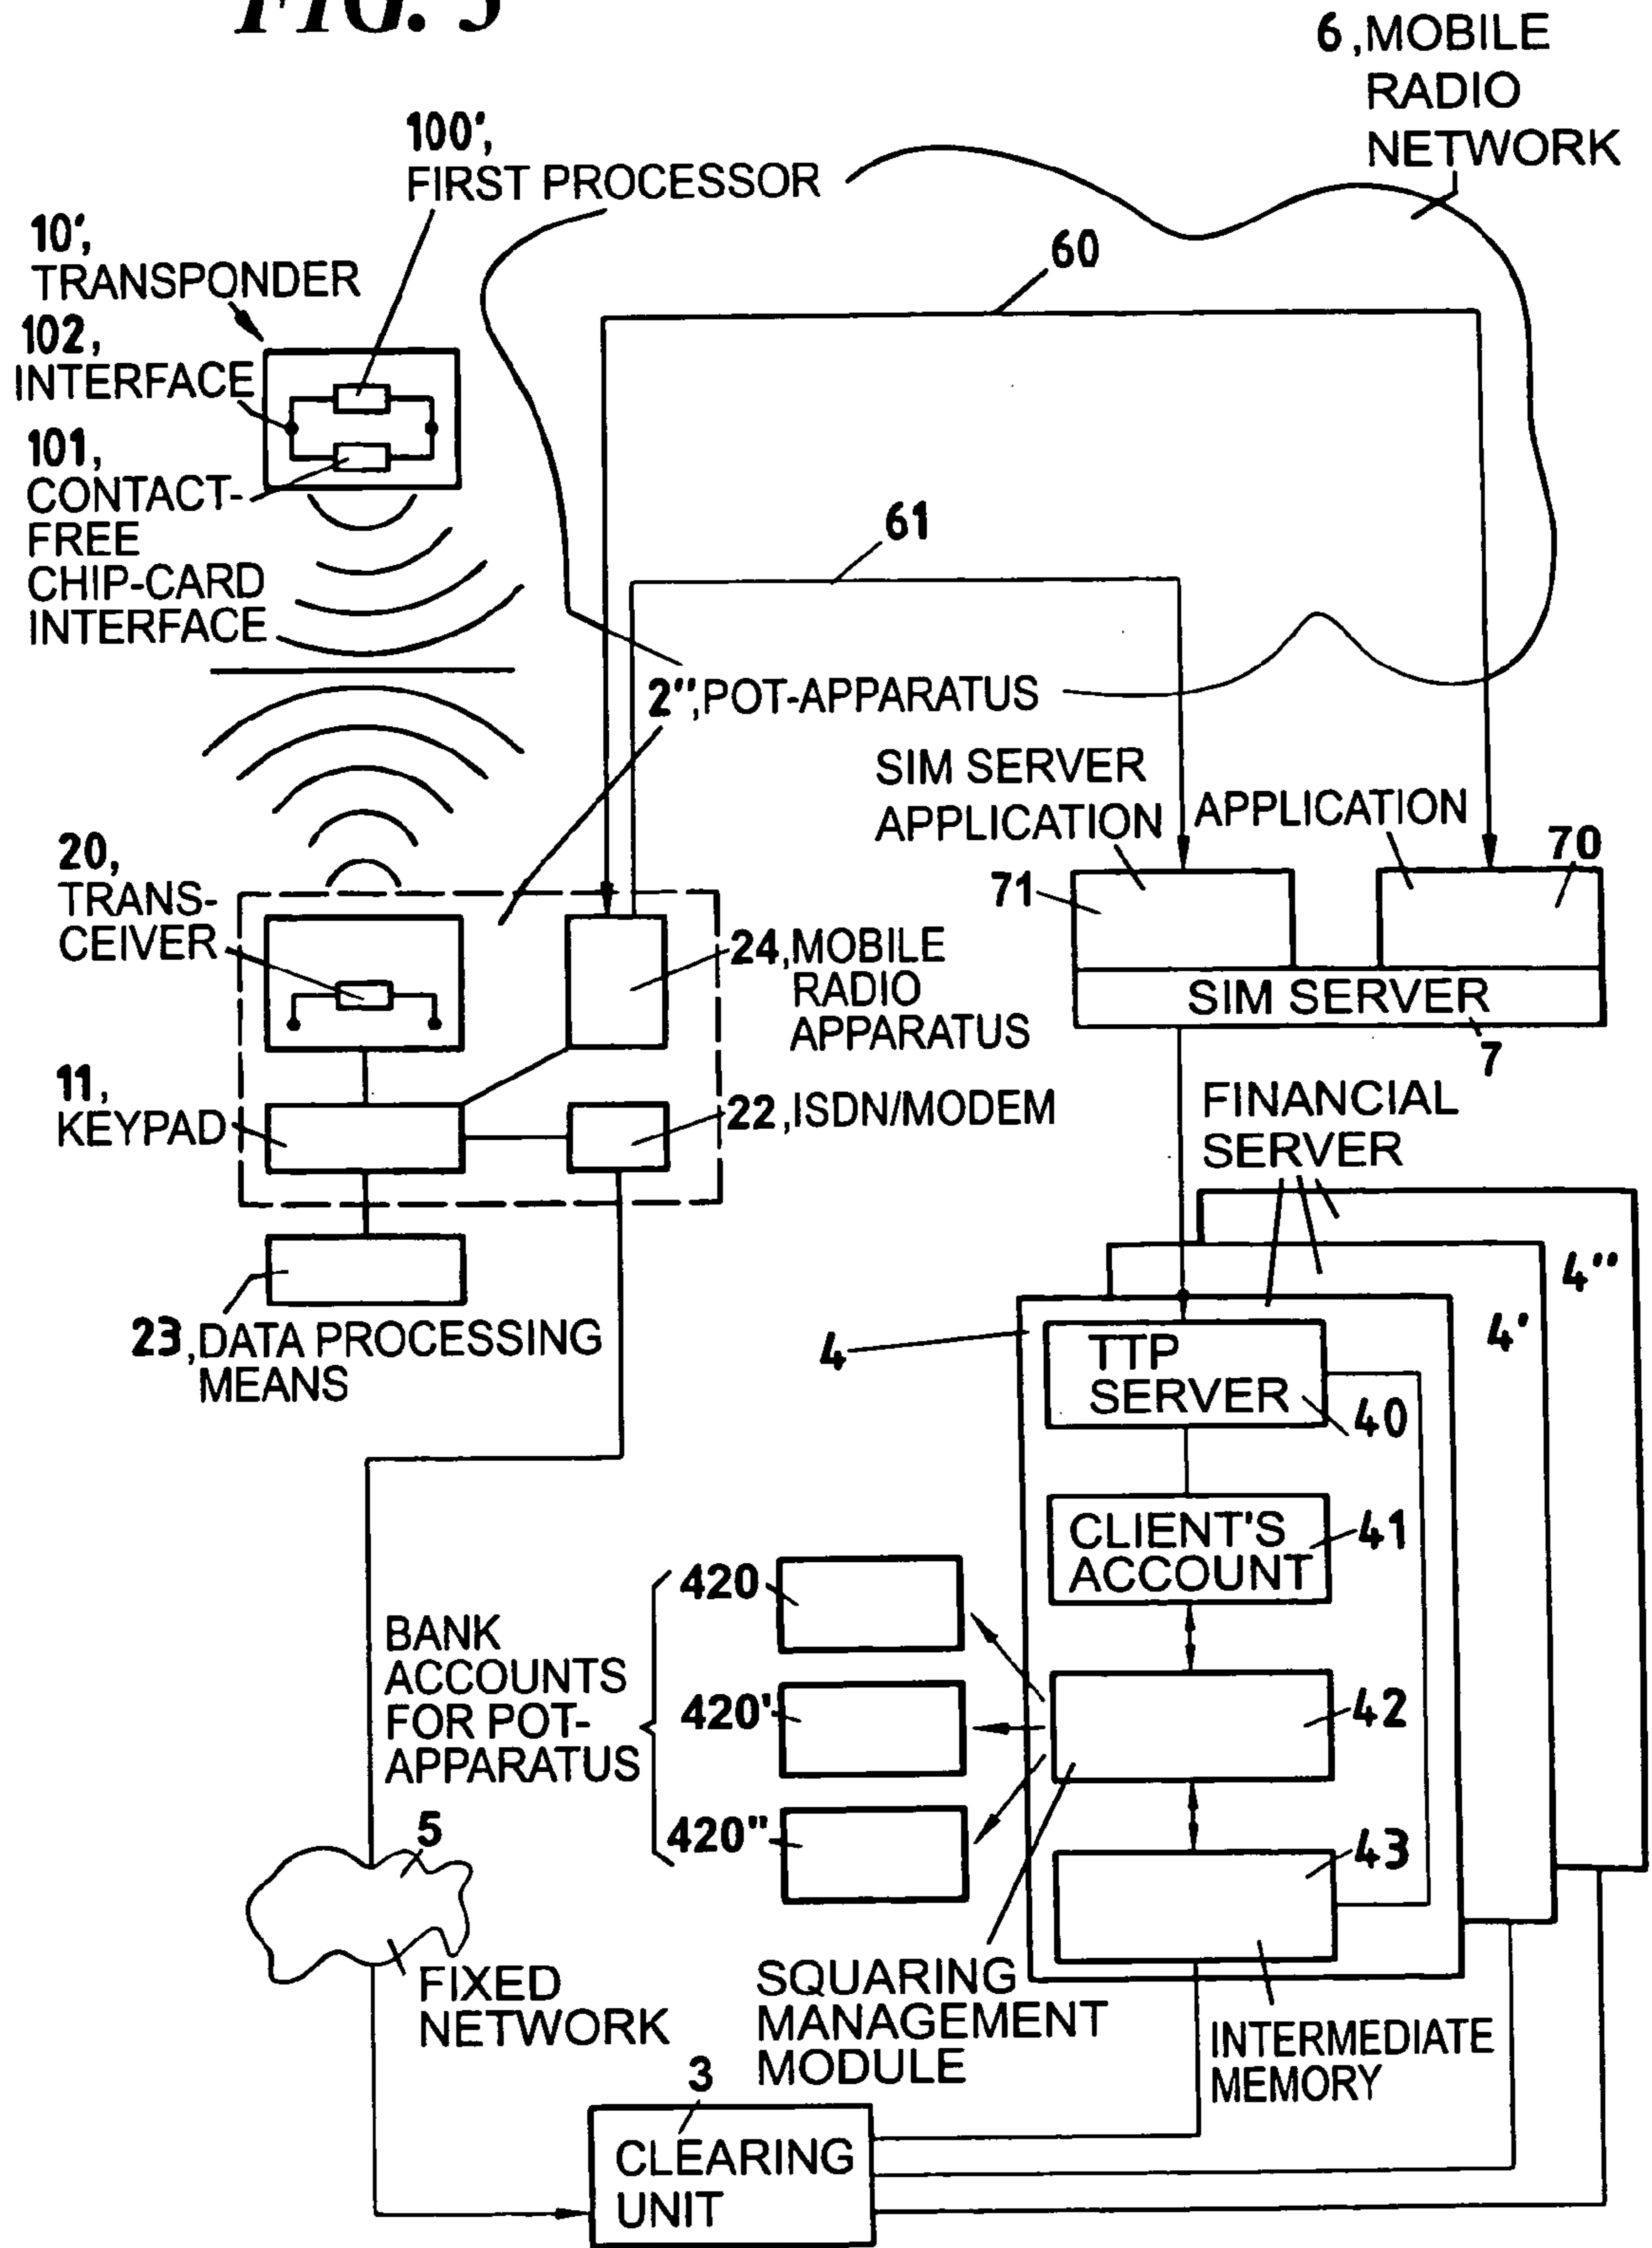 FIG.
6, MOBILE
RADIO
NETWORK
100',
FIRST PROCESSOR
10',
TRANSPONDER
60
102,
INTERFACE
101,
CONTACT-
FREE
CHIP-CARD
INTERFACE
61
2", POT-APPARATUS
SIM SERVER
APPLICATION
APPLICATION
70
71
20,
TRANS-
CEIVER
24, MOBILE
RADIO
APPARATUS
SIM SERVER
7
11,
KEYPAD
22, ISDN/MODEM
FINANCIAL
SERVER
4"
4'
4
23, DATA PROCESSING
MEANS
TTP
SERVER
40
CLIENT'S
ACCOUNT
41
BANK
ACCOUNTS
FOR POT-
APPARATUS
420
420'
420"
42
43
5
FIXED
NETWORK
SQUARING
MANAGEMENT
MODULE
INTERMEDIATE
MEMORY
3
CLEARING
UNIT